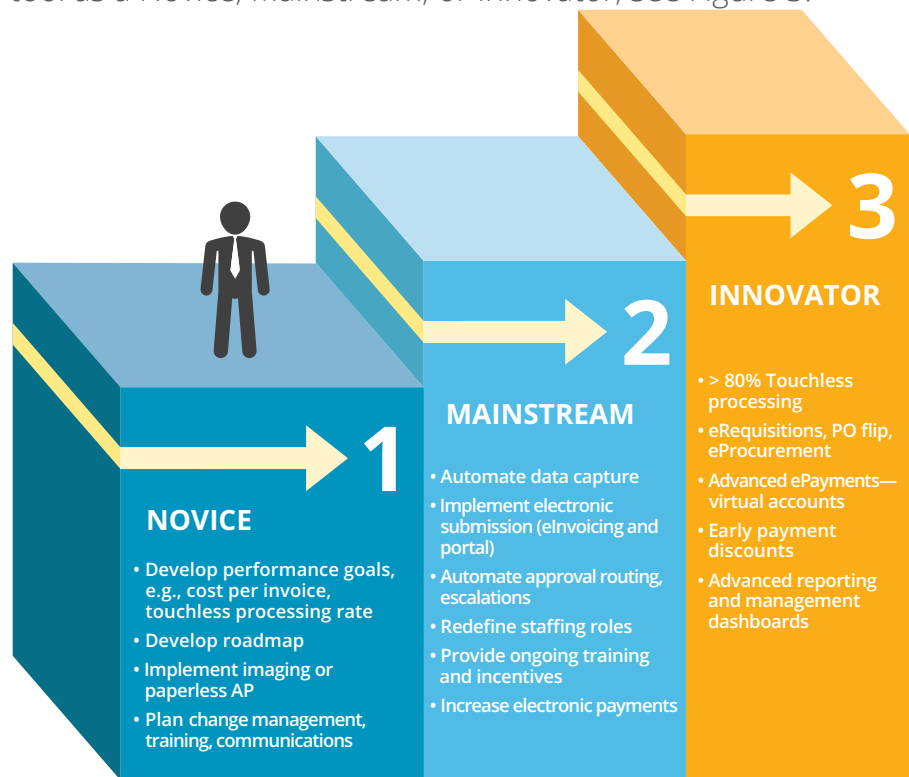 1
NOVICE
• Develop performance goals,
e.g., cost per invoice,
touchless processing rate
• Develop roadmap
• Implement imaging or
paperless AP
• Plan change management,
training, communications
2
MAINSTREAM
• Automate data capture
• Implement electronic
submission (eInvoicing and
portal)
• Automate approval routing,
escalations
• Redefine staffing roles
• Provide ongoing training
and incentives
• Increase electronic payments
3
INNOVATOR
• > 80% Touchless
processing
• eRequisitions, PO flip,
eProcurement
• Advanced ePayments—
virtual accounts
• Early payment
discounts
• Advanced reporting
and management
dashboards